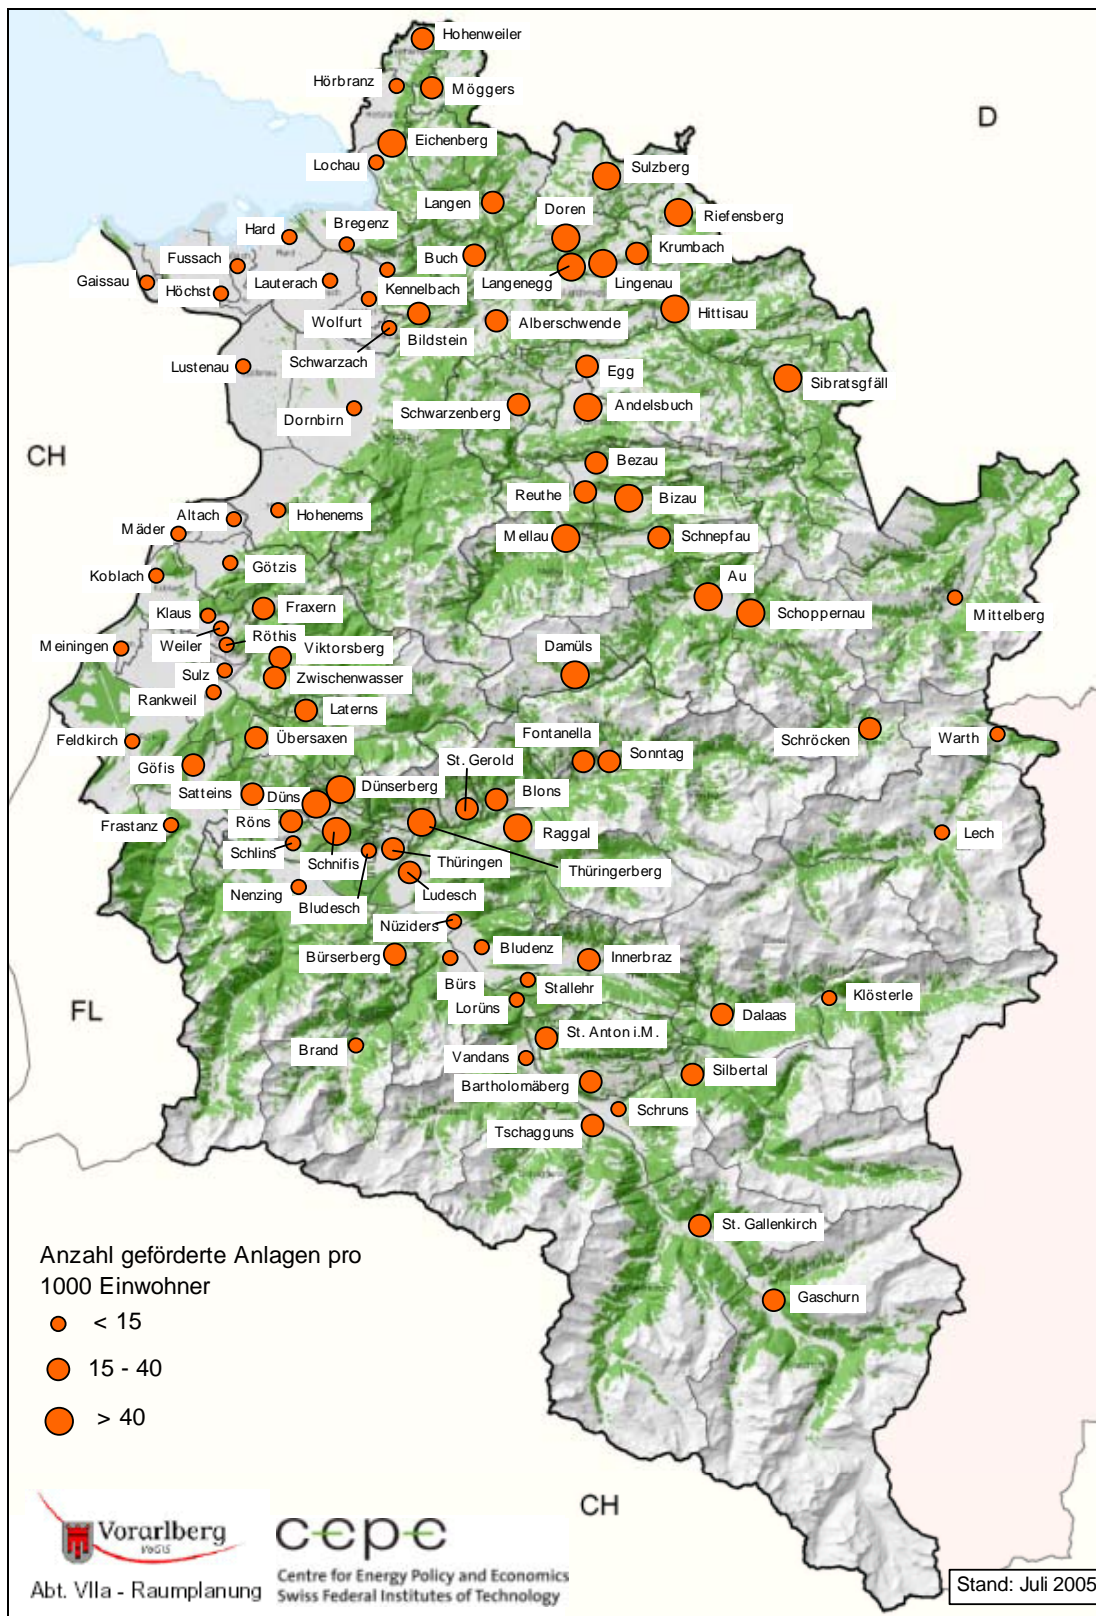 Hohenweiler
Hörbranz
Möggers
D
Eichenberg
Lochau
Sulzberg
Langen
Doren
Riefensberg
Hard
Bregenz
Krumbach
Fussach
Buch
Gaissau
Lauterach
Langenegg
Lingenau
Höchst
Kennelbach
Hittisau
Wolfurt
Alberschwende
Bildstein
Schwarzach
Lustenau
Egg
Sibratsgfäll
Schwarzenberg
Andelsbuch
Dornbirn
CH
Bezau
Reuthe
Bizau
Hohenems
Altach
Mäder
Mellau
Schnepfau
Götzis
Koblach
Au
Mittelberg
Klaus
Fraxern
Schoppernau
Weiler
Röthis
Meiningen
Viktorsberg
Damüls
Sulz
Zwischenwasser
Rankweil
Laterns
Fontanella
Schröcken
Warth
Feldkirch
Übersaxen
St. Gerold
Sonntag
Göfis
Dünserberg
Blons
Satteins
Düns
Frastanz
Röns
Raggal
Lech
Schlins
Schnifis
Thüringen
Thüringerberg
Nenzing
Bludesch
Ludesch
Nüziders
Bludenz
Bürserberg
Innerbraz
Bürs
Stallehr
Klösterle
Lorüns
FL
Dalaas
Brand
St. Anton i.M.
Vandans
Silbertal
Bartholomäberg
Schruns
Tschagguns
St. Gallenkirch
Anzahl geförderte Anlagen pro
1000 Einwohner
Gaschurn
< 15
15 - 40
> 40
CH
Vorarlberg
VoGIS
Abt. VIIa - Raumplanung
cepe
Centre for Energy Policy and Economics
Swiss Federal Institutes of Technology
Stand: Juli 2005